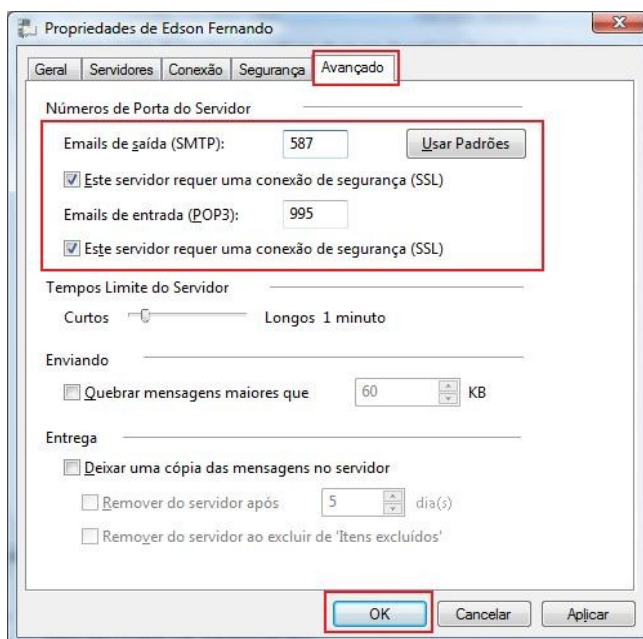 Propriedades de Edson Fernando
Geral Servidores Conexão Segurança Avançado
Números de Porta do Servidor
Emails de saída (SMTP): 587 Usar Padrões
Este servidor requer uma conexão de segurança (SSL)
Emails de entrada (POP3): 995
Este servidor requer uma conexão de segurança (SSL)
Tempos Limite do Servidor
Curtos Longos 1 minuto
Enviando
Quebrar mensagens maiores que 60 KB
Entrega
Deixar uma cópia das mensagens no servidor
Remover do servidor após 5 dia(s)
Remover do servidor ao excluir de 'Itens excluídos'
OK Cancelar Aplicar